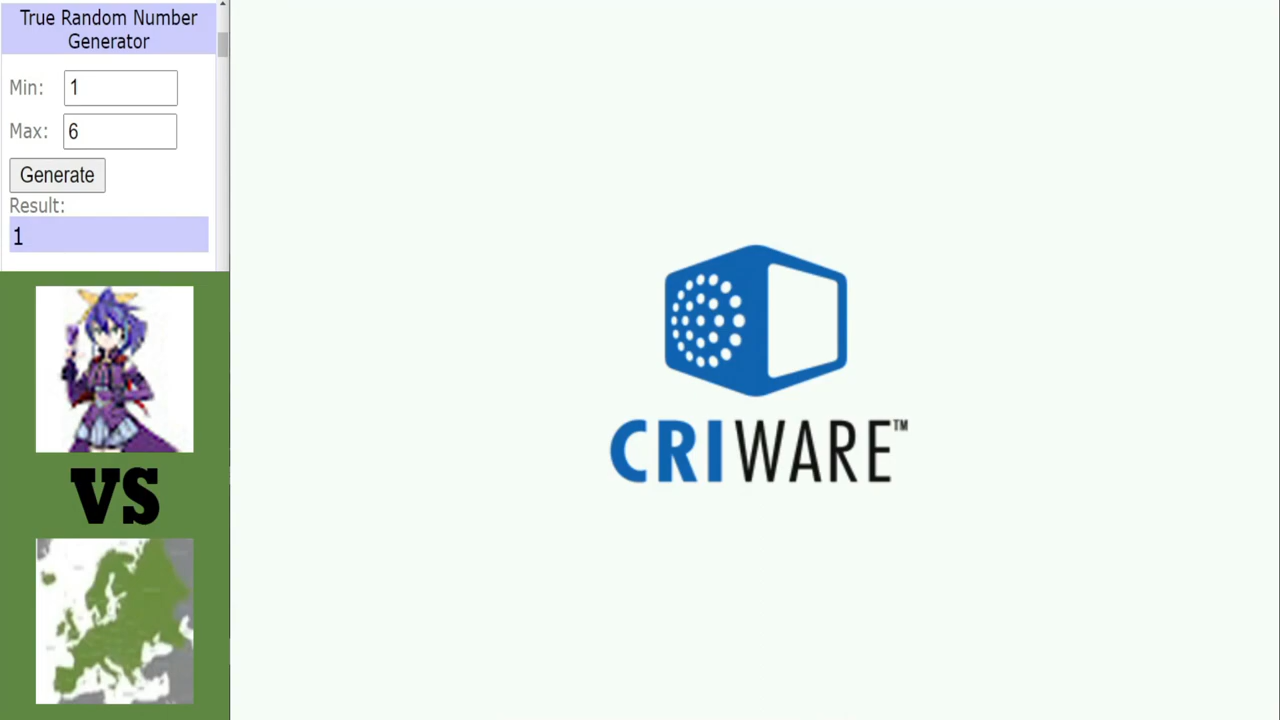 True Random Number
Generator
Min: 1
Max: 6
Generate
Result:
1
VS
CRIWARE™